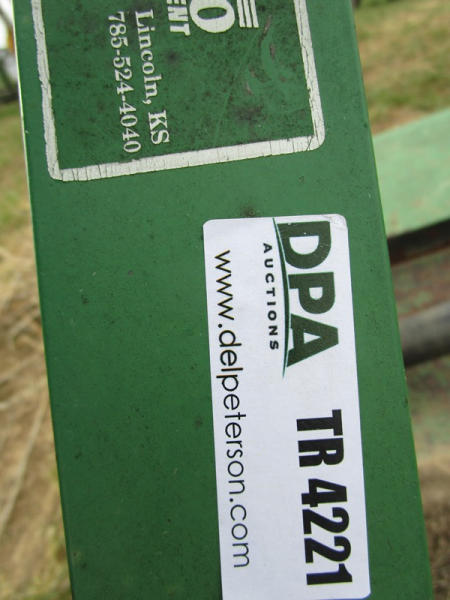 O
ENT
Lincoln, KS
785-524-4040
DPA
AUCTIONS
TR 4221
www.delpeterson.com